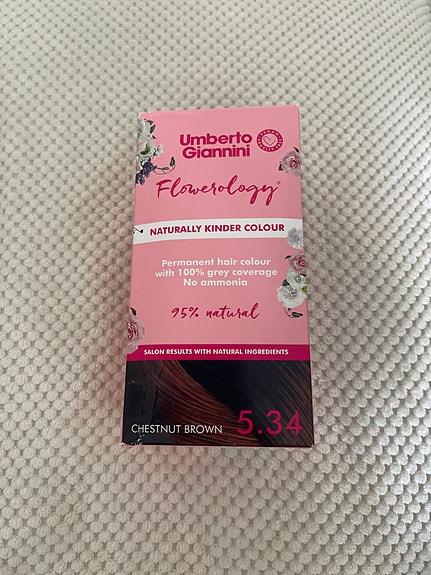 Umberto
Giannini
Flowerology®
NATURALLY KINDER COLOUR
Permanent hair colour
with 100% grey coverage
No ammonia
95% natural
SALON RESULTS WITH NATURAL INGREDIENTS
CHESTNUT BROWN 5.34